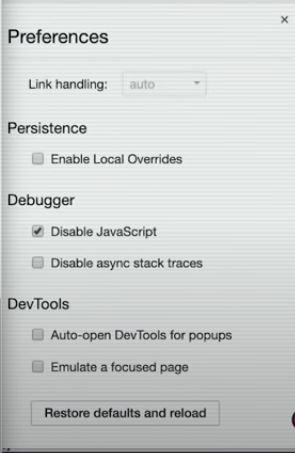 ×
Preferences
Link handling: auto
Persistence
Enable Local Overrides
Debugger
Disable JavaScript
Disable async stack traces
DevTools
Auto-open DevTools for popups
Emulate a focused page
Restore defaults and reload